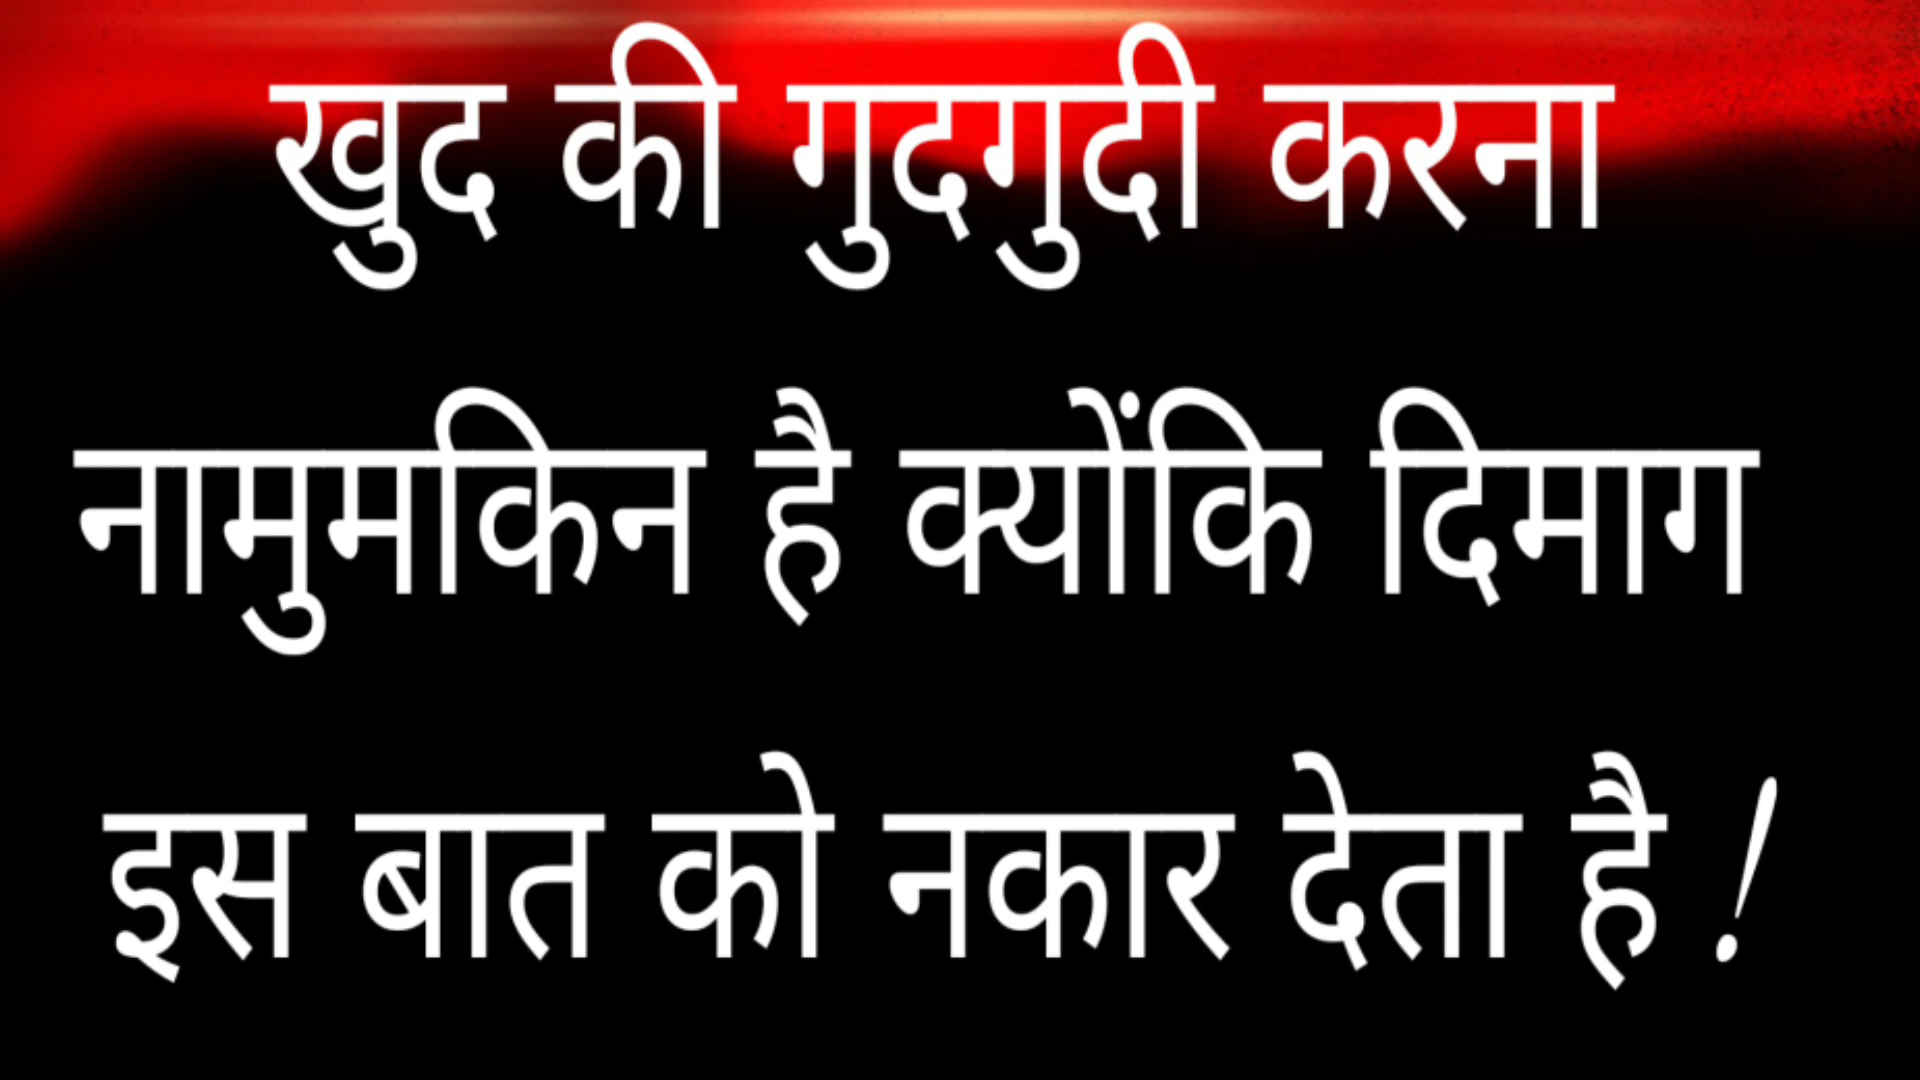 खुद की गुदगुदी करना
नामुमकिन है क्योंकि दिमाग
इस बात को नकार देता है !